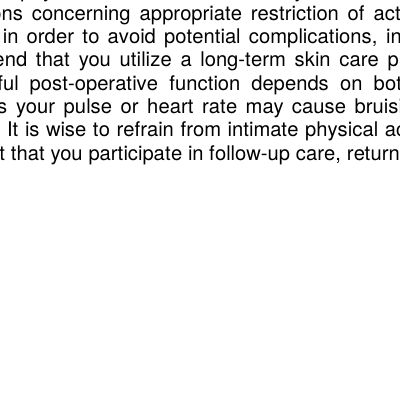 ns concerning appropriate restriction of act
in order to avoid potential complications, in
end that you utilize a long-term skin care p
ful post-operative function depends on bot
s your pulse or heart rate may cause bruis
It is wise to refrain from intimate physical a
t that you participate in follow-up care, return